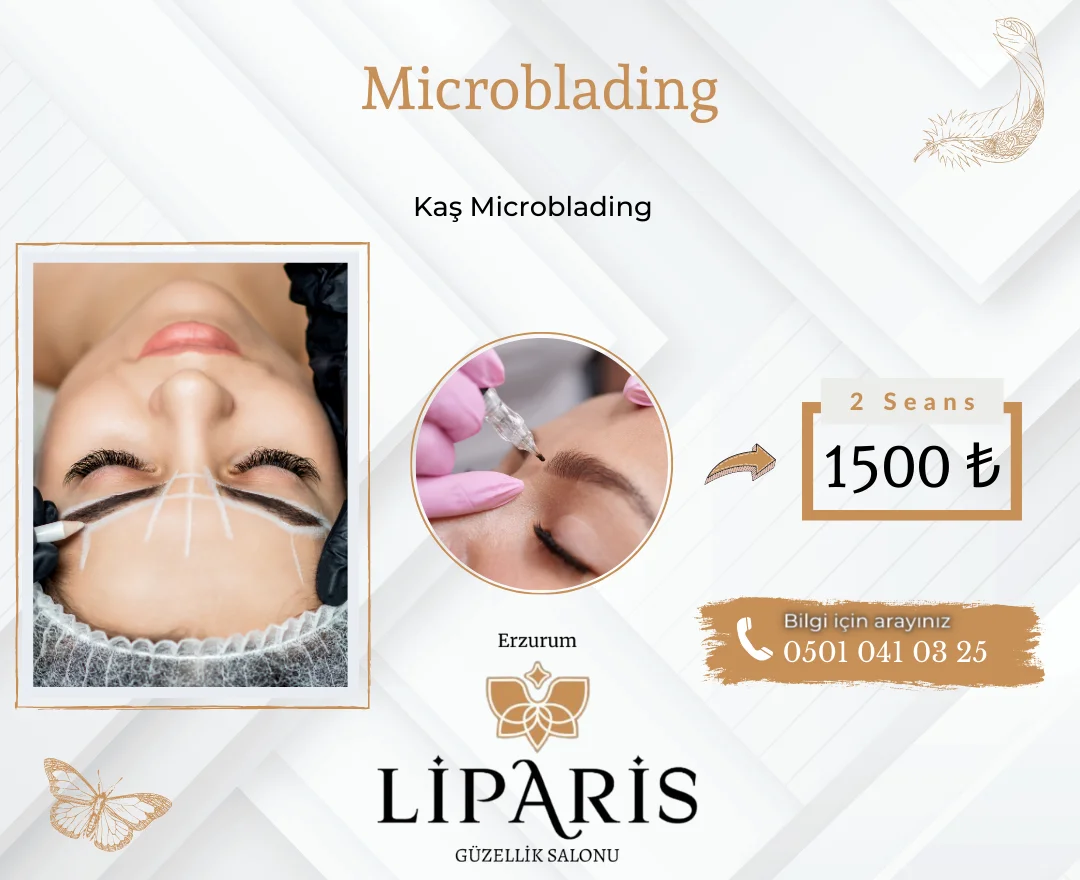 Microblading
Kaş Microblading
2 Seans
1500 ₺
Bilgi için arayınız
0501 041 03 25
Erzurum
LİPARİS
GÜZELLİK SALONU